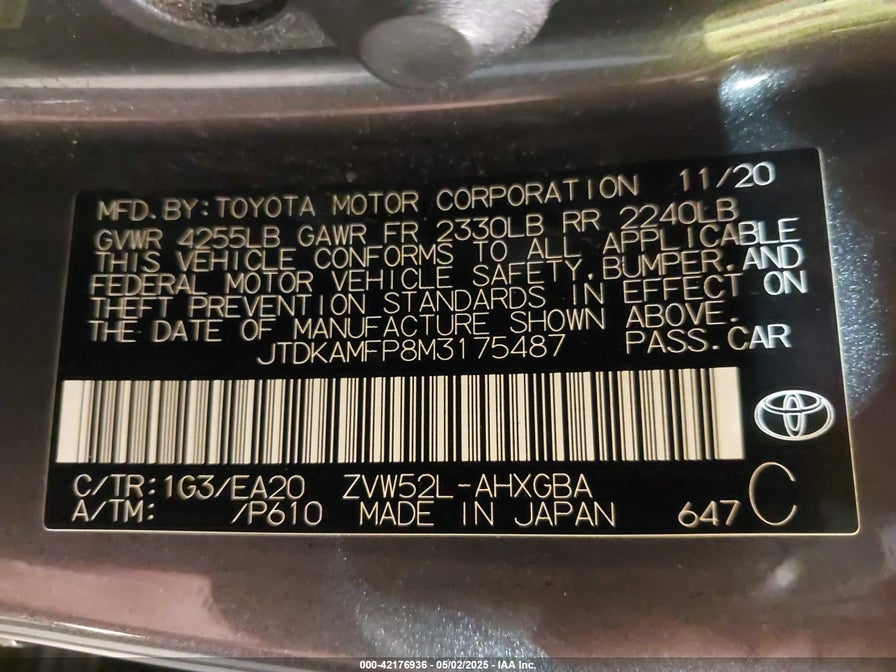 MFD. BY: TOYOTA MOTOR CORPORATION 11/20
GVWR 4255LB GAWR FR 2330LB RR 2240LB
THIS VEHICLE CONFORMS TO ALL APPLICABLE
FEDERAL MOTOR VEHICLE SAFETY, BUMPER, AND
THEFT PREVENTION STANDARDS IN EFFECT ON
THE DATE OF MANUFACTURE SHOWN ABOVE.
JTDKAMFP8M3175487 PASS. CAR
C/TR: 1G3/EA20 ZVW52L-AHXGBA
A/TM: /P610 MADE IN JAPAN 647 C
000-42176936 - 05/02/2025 - IAA Inc.